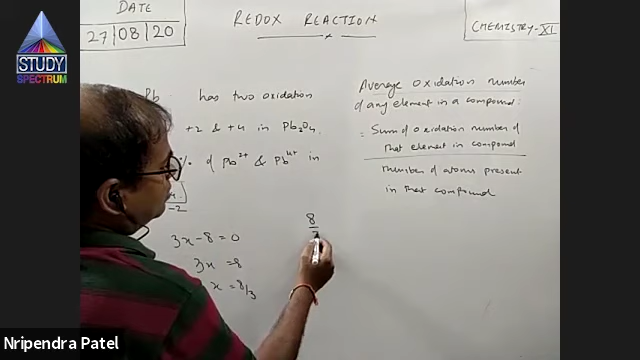 DATE
27/08/20
REDOX REACTION
CHEMISTRY-XI
STUDY
SPECTRUM
Pb has two oxidation
+2 & +4 in Pb3O4.
% of Pb2+ & Pb4+ in
-2
3x-8=0
3x =8
x =8/3
8
Average oxidation number
of any element in a compound:
= Sum of oxidation number of
that element in compound
number of atoms present
in that compound
Nripendra Patel